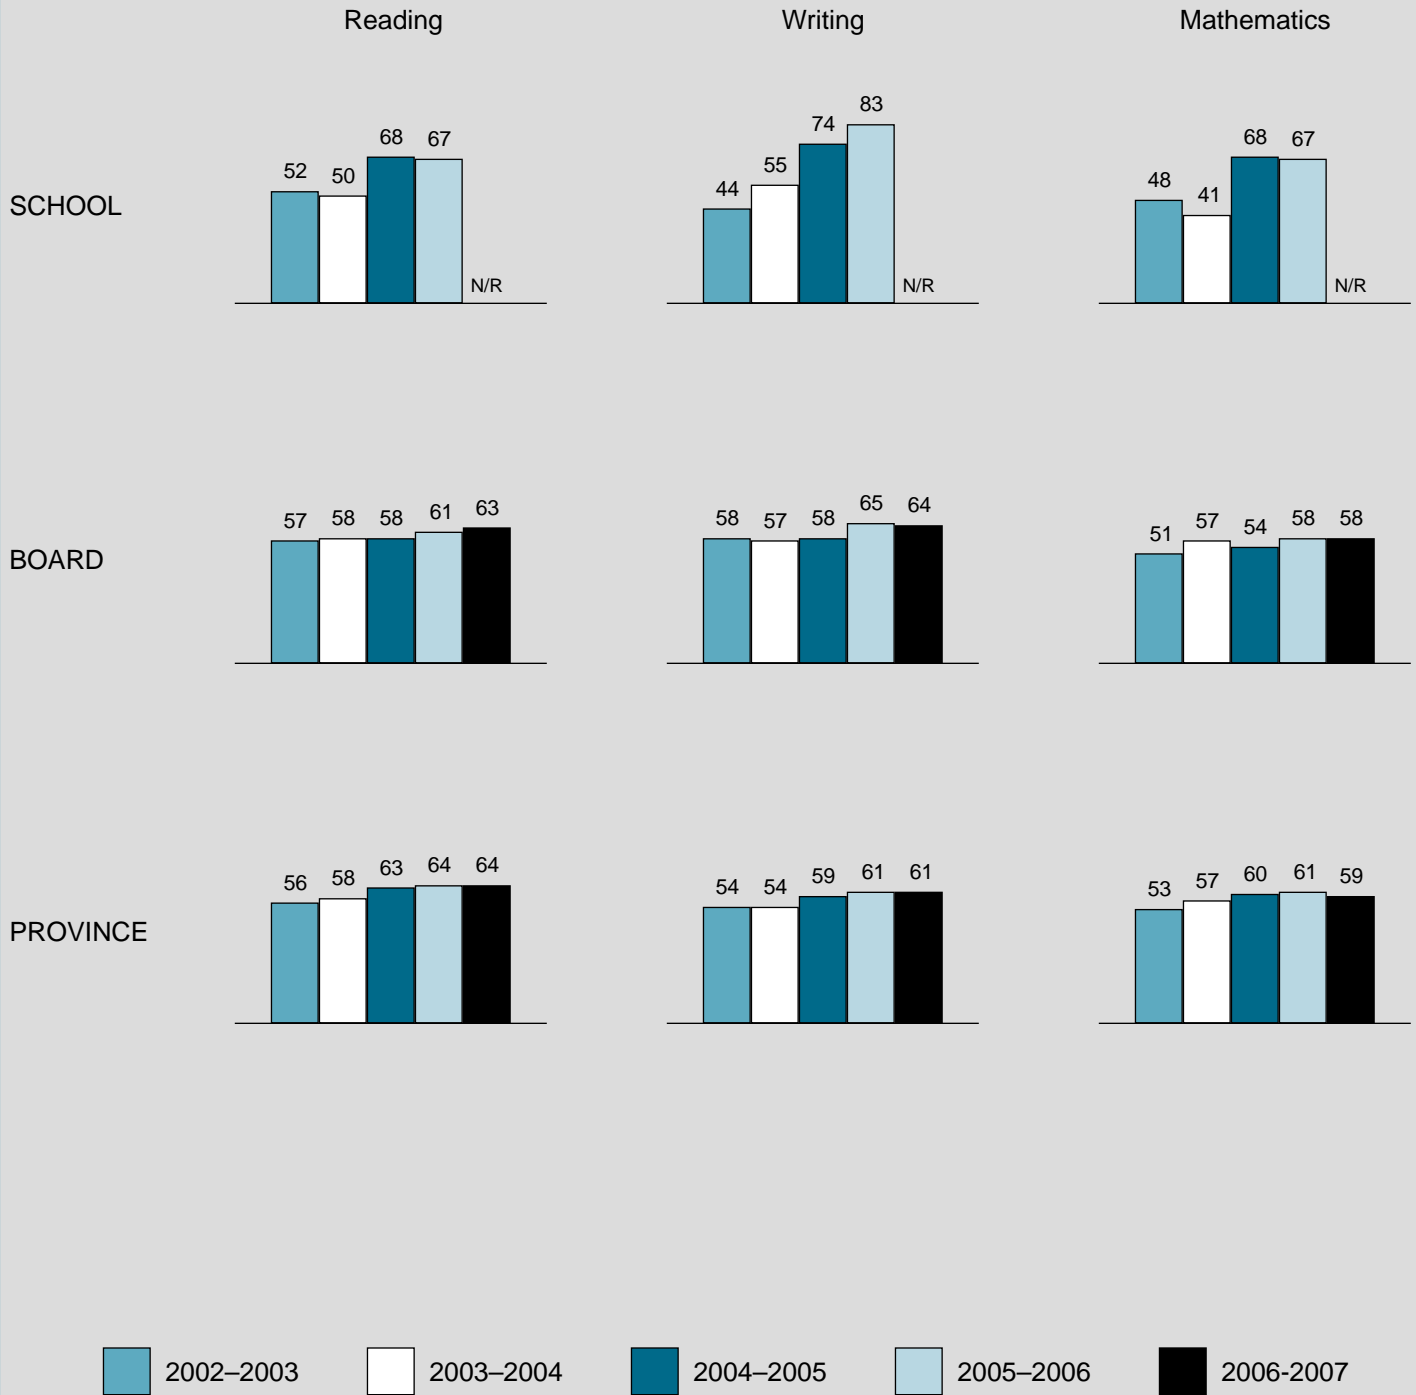 Reading Writing Mathematics
SCHOOL
52 50 68 67 N/R
44 55 74 83 N/R
48 41 68 67 N/R
BOARD
57 58 58 61 63
58 57 58 65 64
51 57 54 58 58
PROVINCE
56 58 63 64 64
54 54 59 61 61
53 57 60 61 59
2002–2003 2003–2004 2004–2005 2005–2006 2006-2007